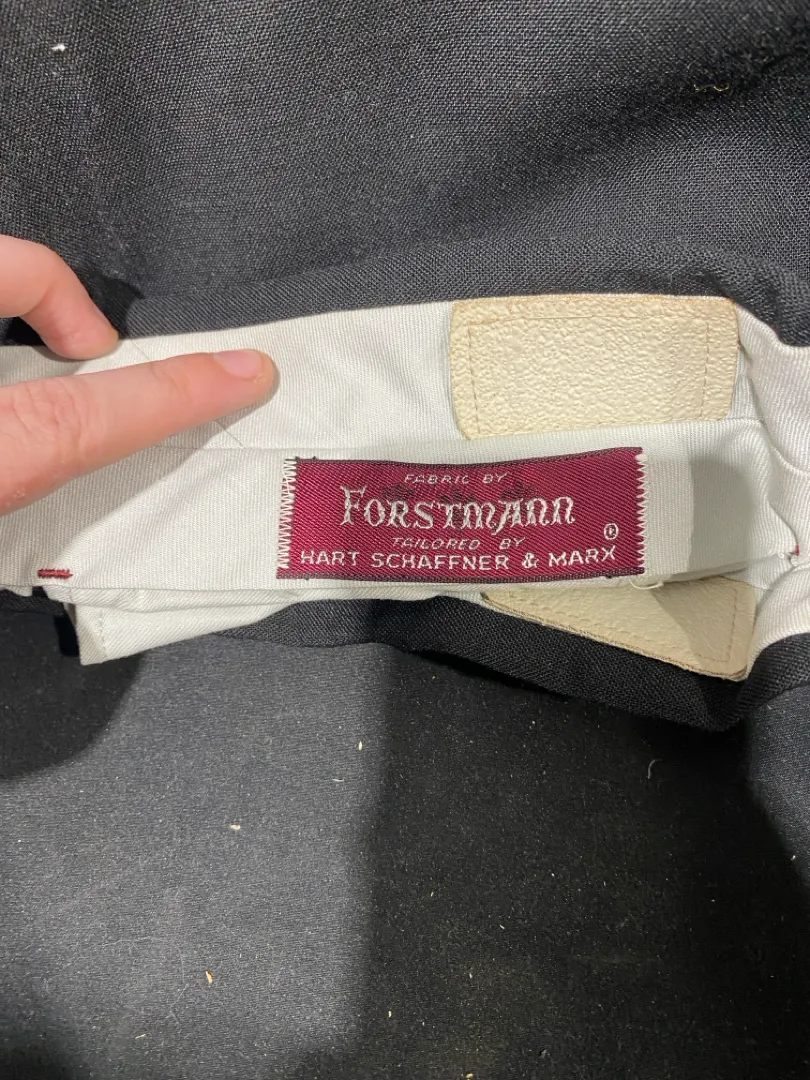 FABRIC BY
FORSTMANN
®
TAILORED BY
HART SCHAFFNER & MARX